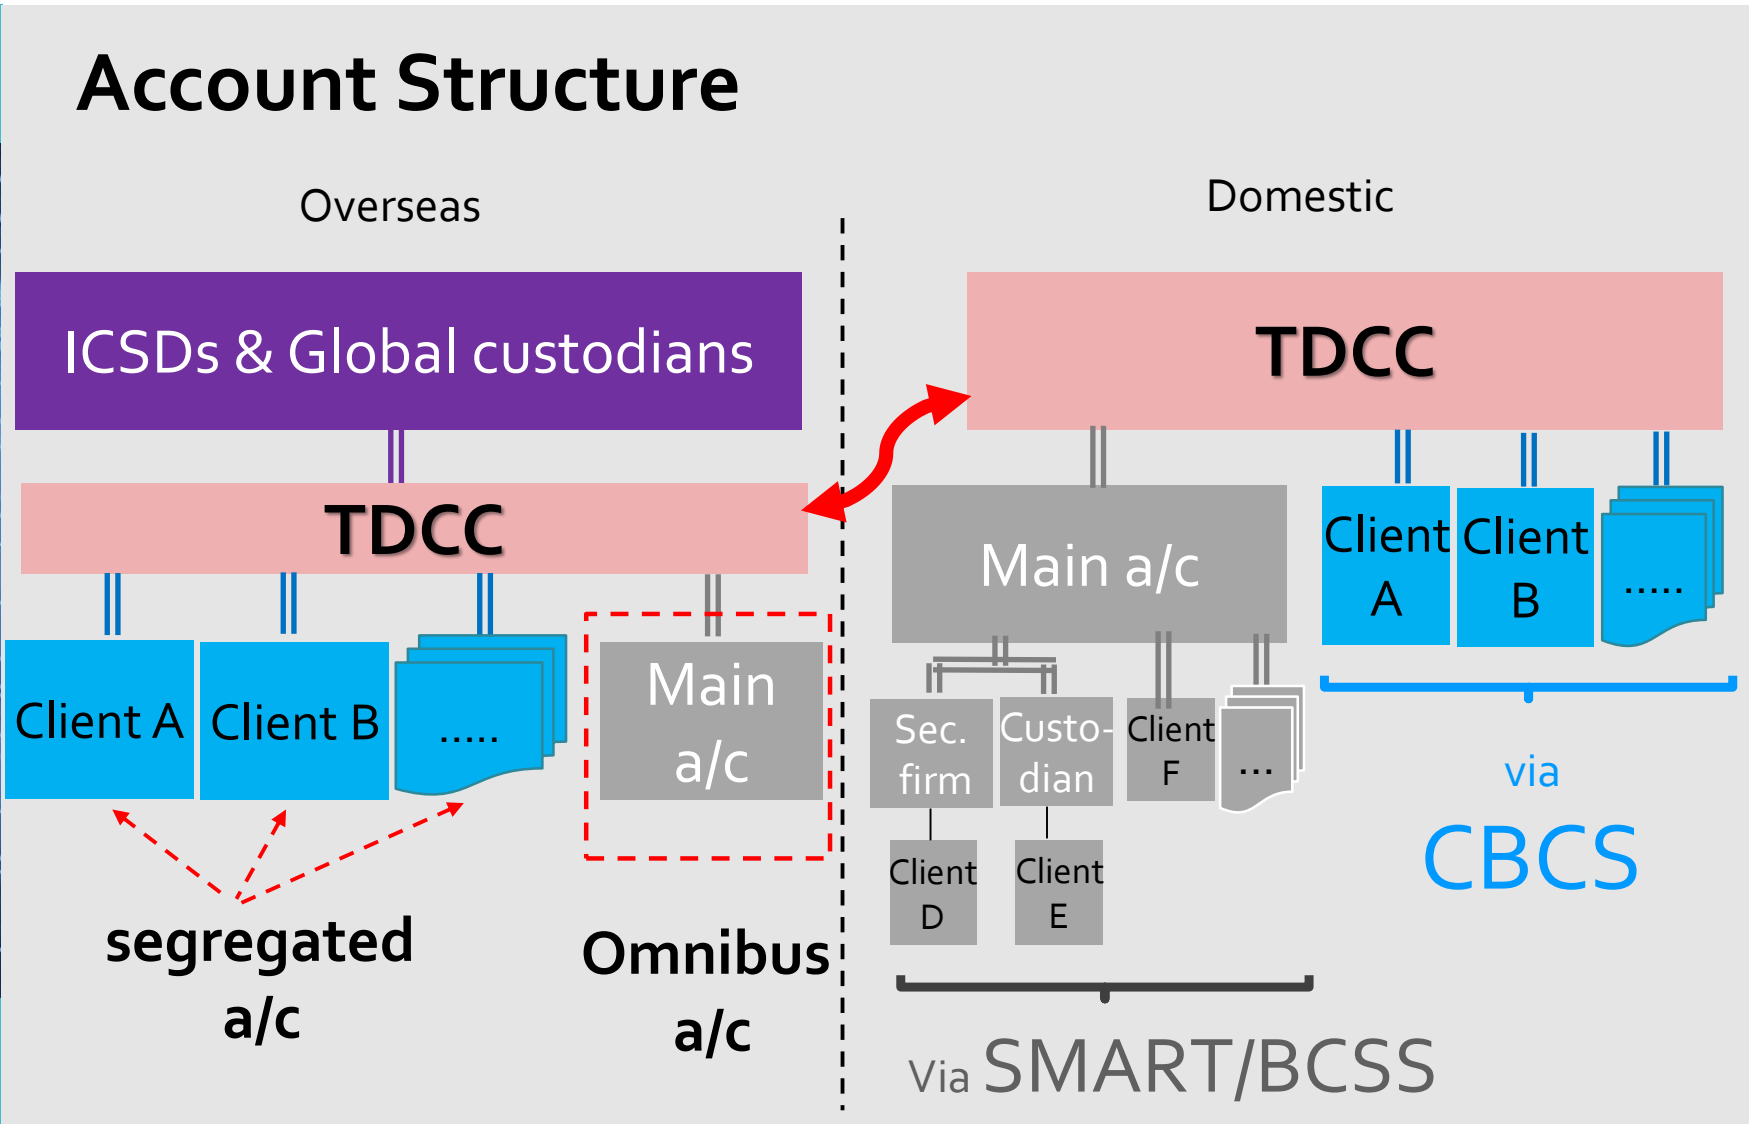 Account Structure
Overseas
Domestic
ICSDs & Global custodians
TDCC
Client A
Client B
.....
Main
a/c
segregated
a/c
Omnibus
a/c
TDCC
Main a/c
Client
A
Client
B
.....
Sec.
firm
Custo-
dian
Client
F
...
Client
D
Client
E
via
CBCS
Via SMART/BCSS